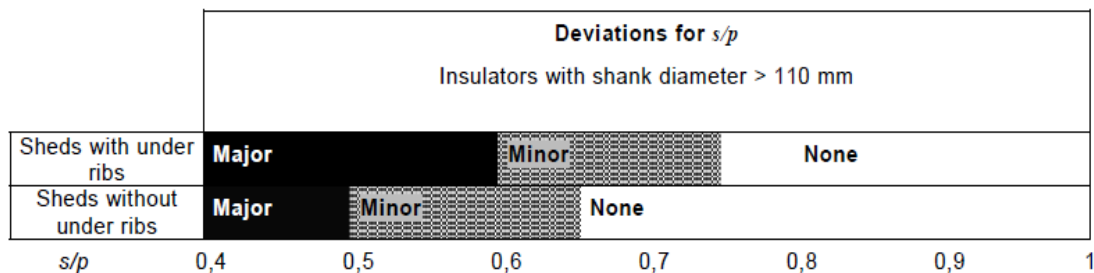 Deviations for s/p
Insulators with shank diameter > 110 mm
Sheds with under
ribs
Major
Minor
None
Sheds without
under ribs
Major
Minor
None
s/p 0,4 0,5 0,6 0,7 0,8 0,9 1